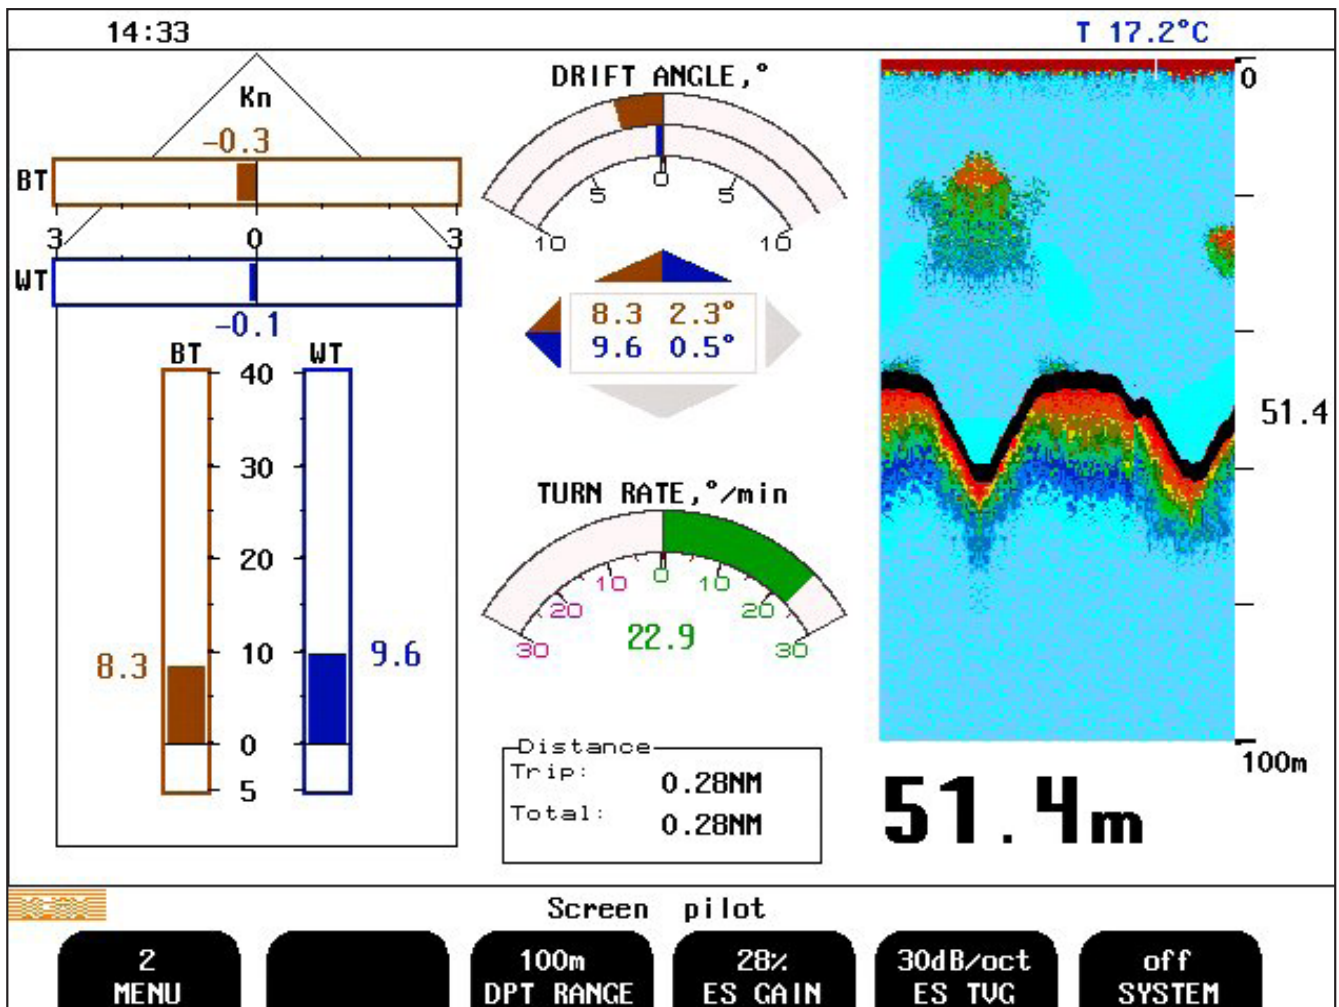 14:33
T 17.2°C
Kn
-0.3
BT
3 0 3
WT
-0.1
BT WT
40
30
20
10
0
5
8.3
9.6
DRIFT ANGLE,°
10 5 0 5 10
8.3 2.3°
9.6 0.5°
TURN RATE,°/min
30 20 10 0 10 20 30
22.9
Distance
Trip: 0.28NM
Total: 0.28NM
0
51.4
100m
51.4m
Screen pilot
2
MENU
100m
DPT RANGE
28%
ES GAIN
30dB/oct
ES TVG
off
SYSTEM